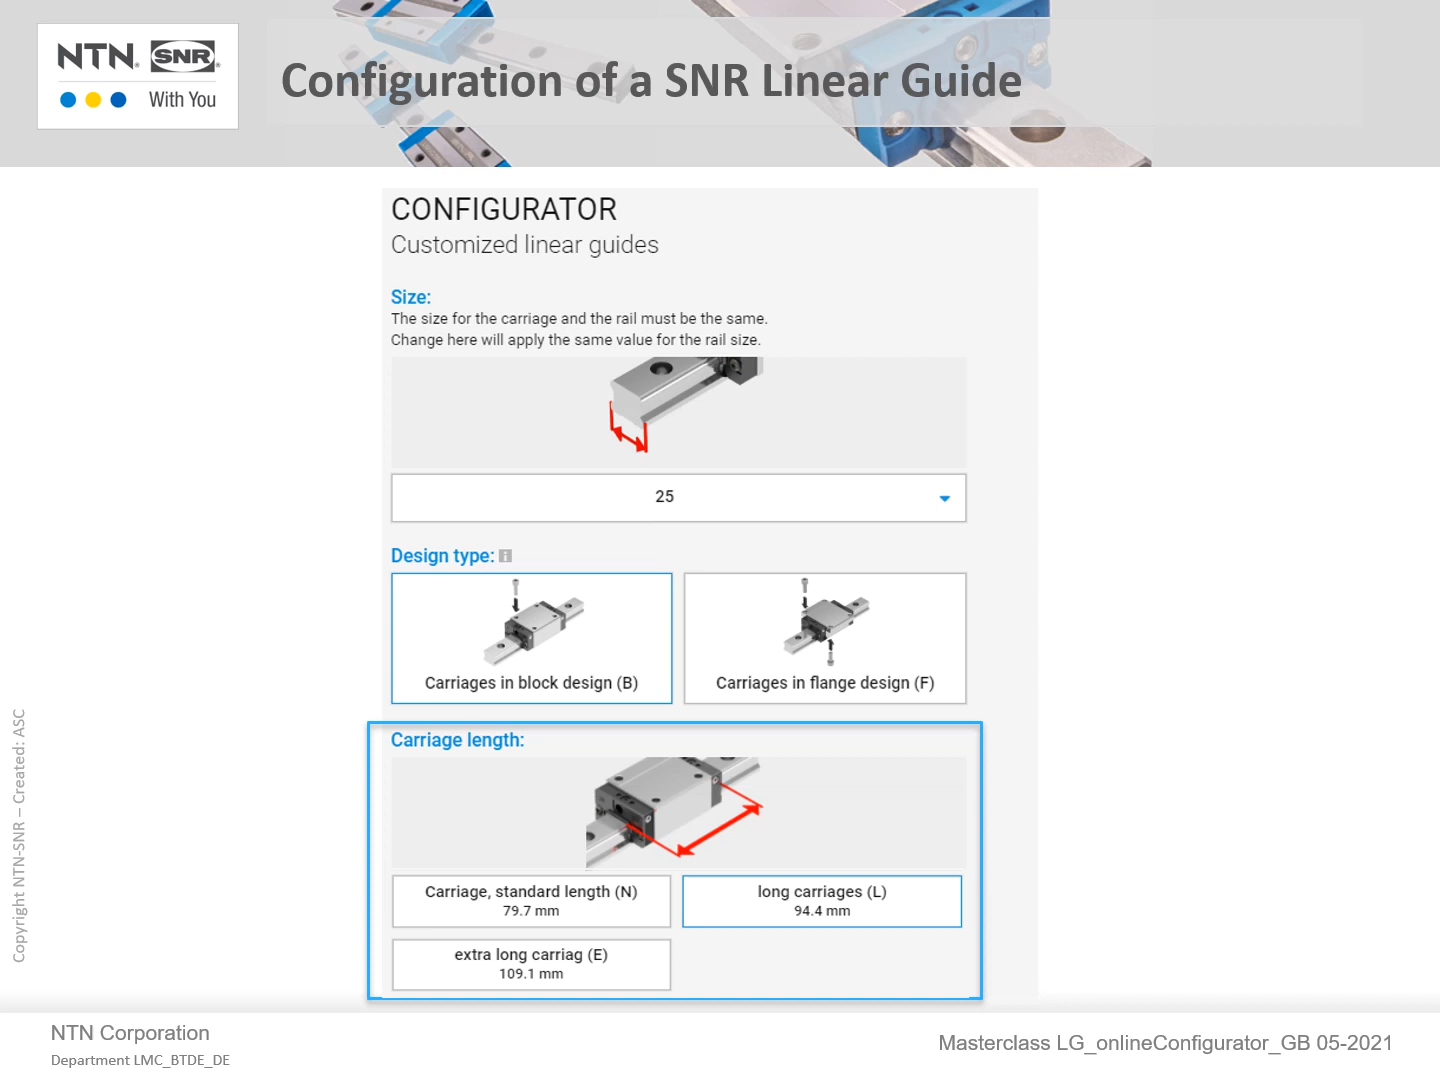 NTN. SNR.
With You
Configuration of a SNR Linear Guide
CONFIGURATOR
Customized linear guides
Size:
The size for the carriage and the rail must be the same.
Change here will apply the same value for the rail size.
25
Design type:
Carriages in block design (B)
Carriages in flange design (F)
Carriage length:
Carriage, standard length (N)
79.7 mm
long carriages (L)
94.4 mm
extra long carriag (E)
109.1 mm
Copyright NTN-SNR – Created: ASC
NTN Corporation
Department LMC_BTDE_DE
Masterclass LG_onlineConfigurator_GB 05-2021